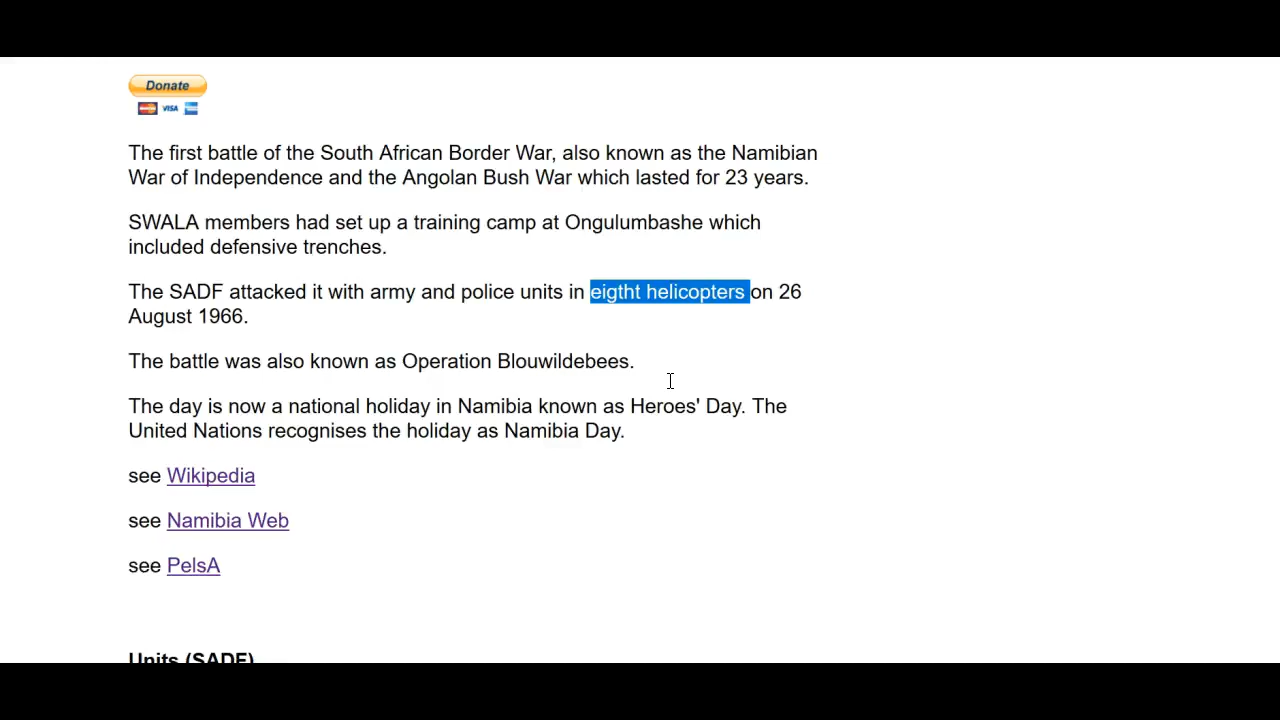 Donate
VISA
The first battle of the South African Border War, also known as the Namibian
War of Independence and the Angolan Bush War which lasted for 23 years.
SWALA members had set up a training camp at Ongulumbashe which
included defensive trenches.
The SADF attacked it with army and police units in eigtht helicopters on 26
August 1966.
The battle was also known as Operation Blouwildebees.
The day is now a national holiday in Namibia known as Heroes' Day. The
United Nations recognises the holiday as Namibia Day.
see Wikipedia
see Namibia Web
see PelsA
Units (SADF)